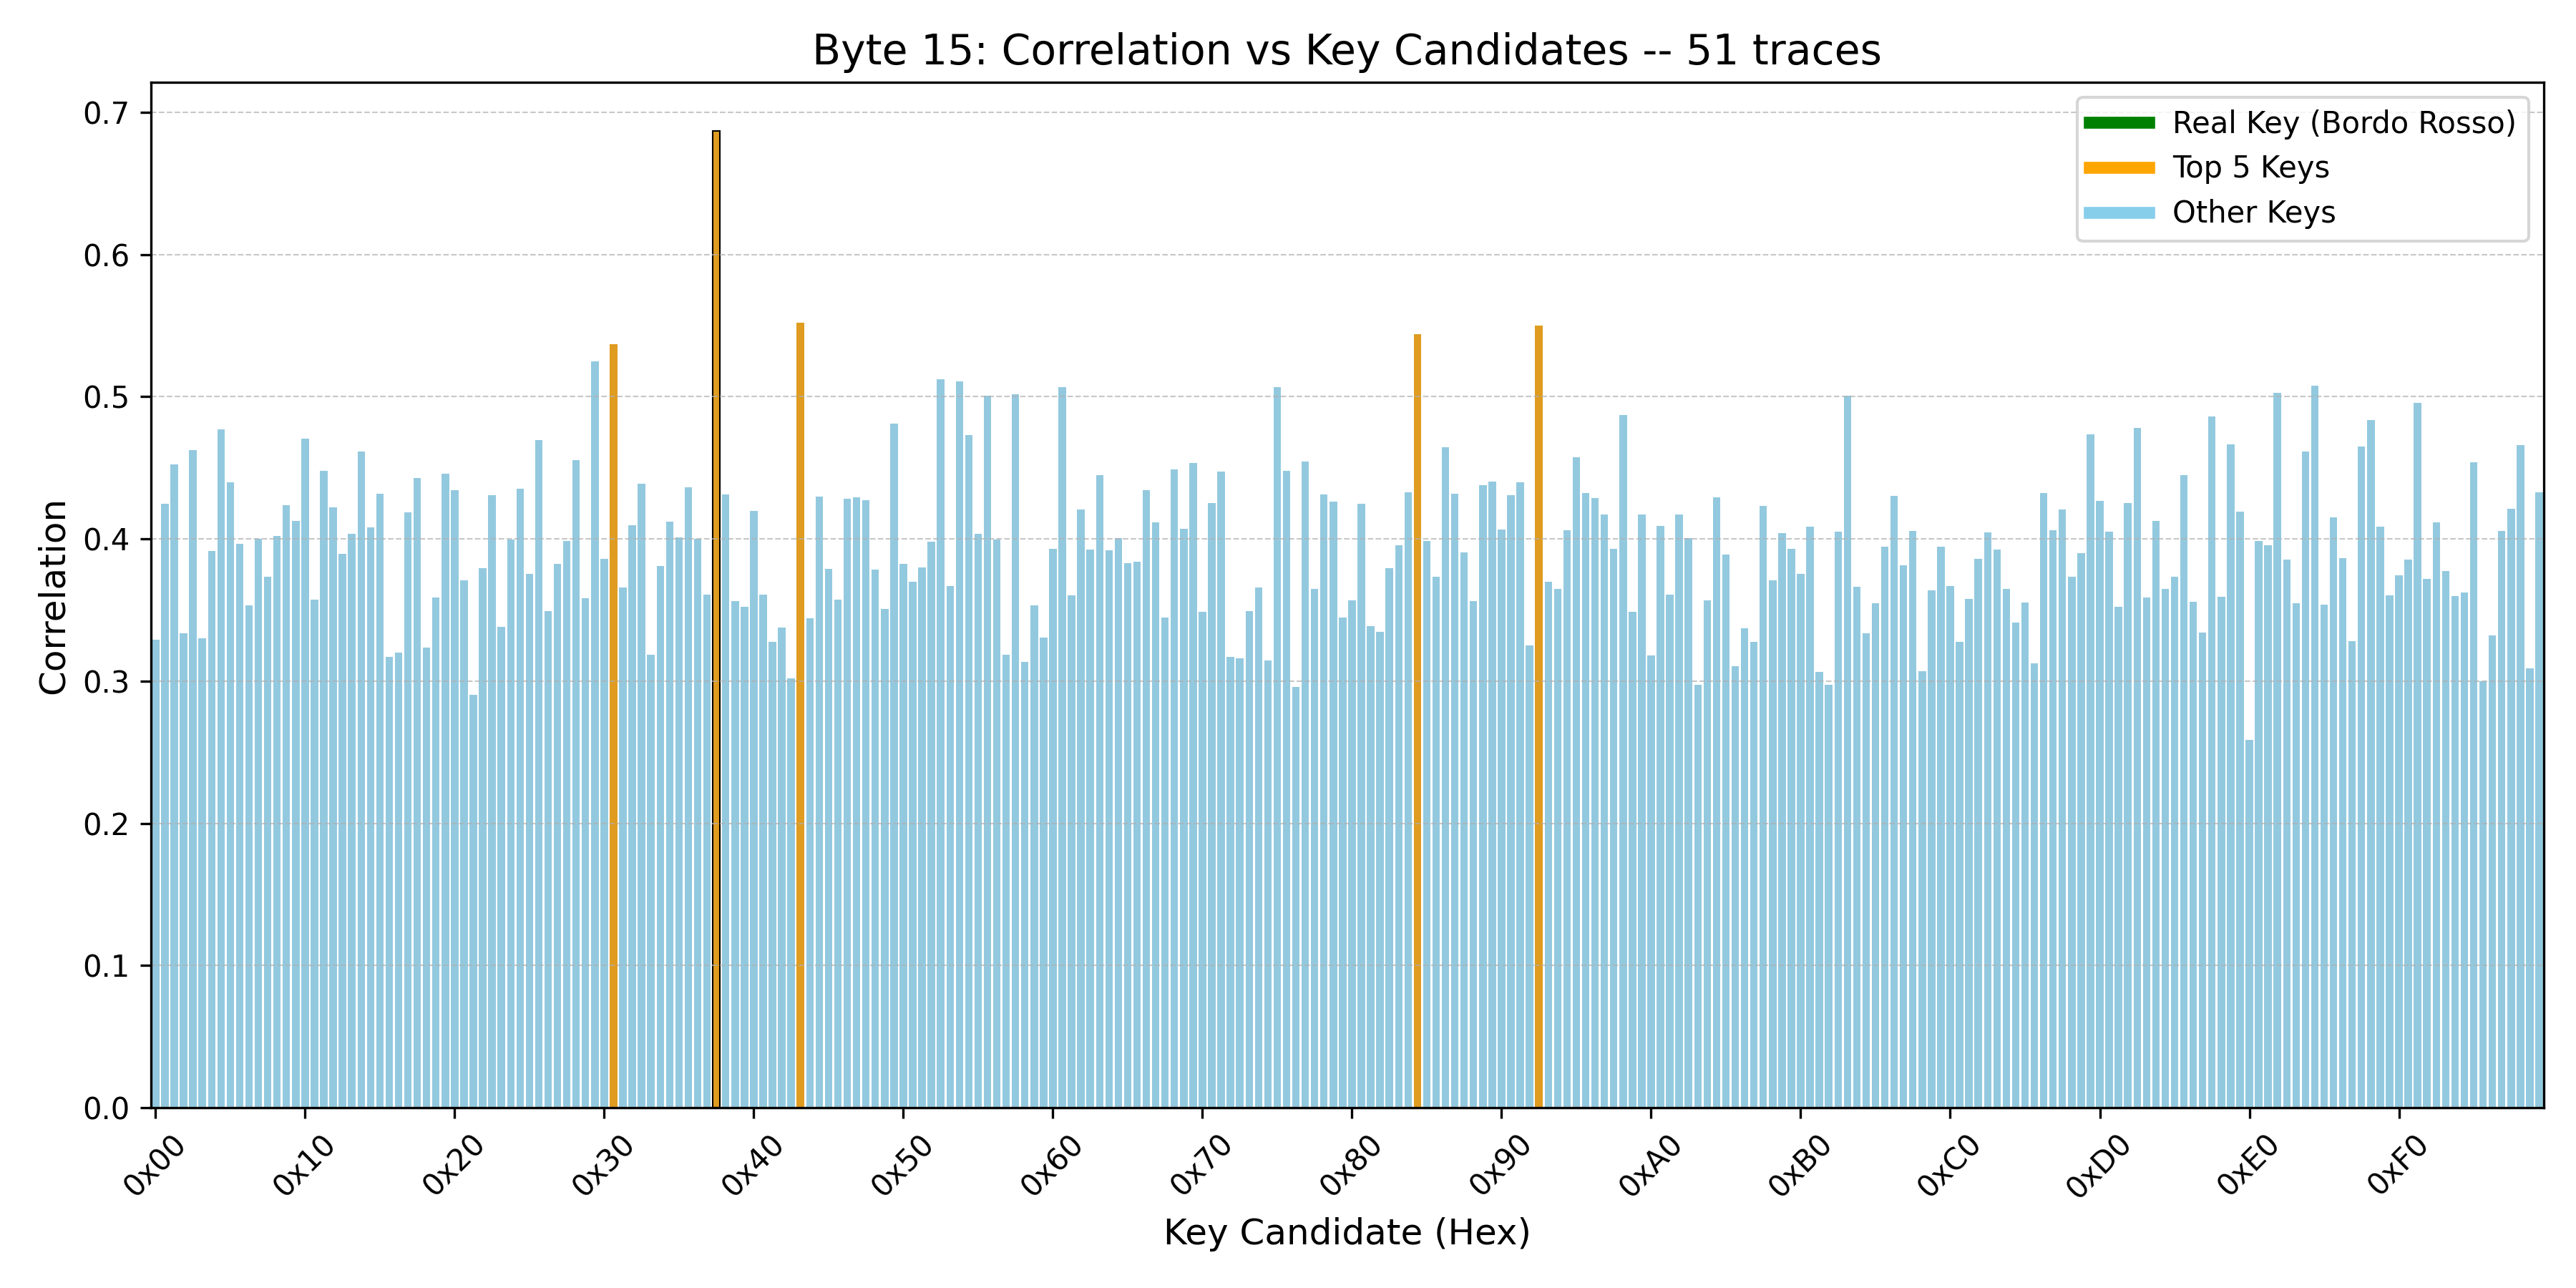 Byte 15: Correlation vs Key Candidates -- 51 traces
Real Key (Bordo Rosso)
Top 5 Keys
Other Keys
Correlation
0.7
0.6
0.5
0.4
0.3
0.2
0.1
0.0
0x00 0x10 0x20 0x30 0x40 0x50 0x60 0x70 0x80 0x90 0xA0 0xB0 0xC0 0xD0 0xE0 0xF0
Key Candidate (Hex)